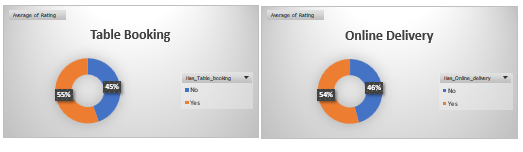 Average of Rating
Table Booking
55%
45%
Has_Table_booking
No
Yes
Average of Rating
Online Delivery
54%
46%
Has_Online_delivery
No
Yes